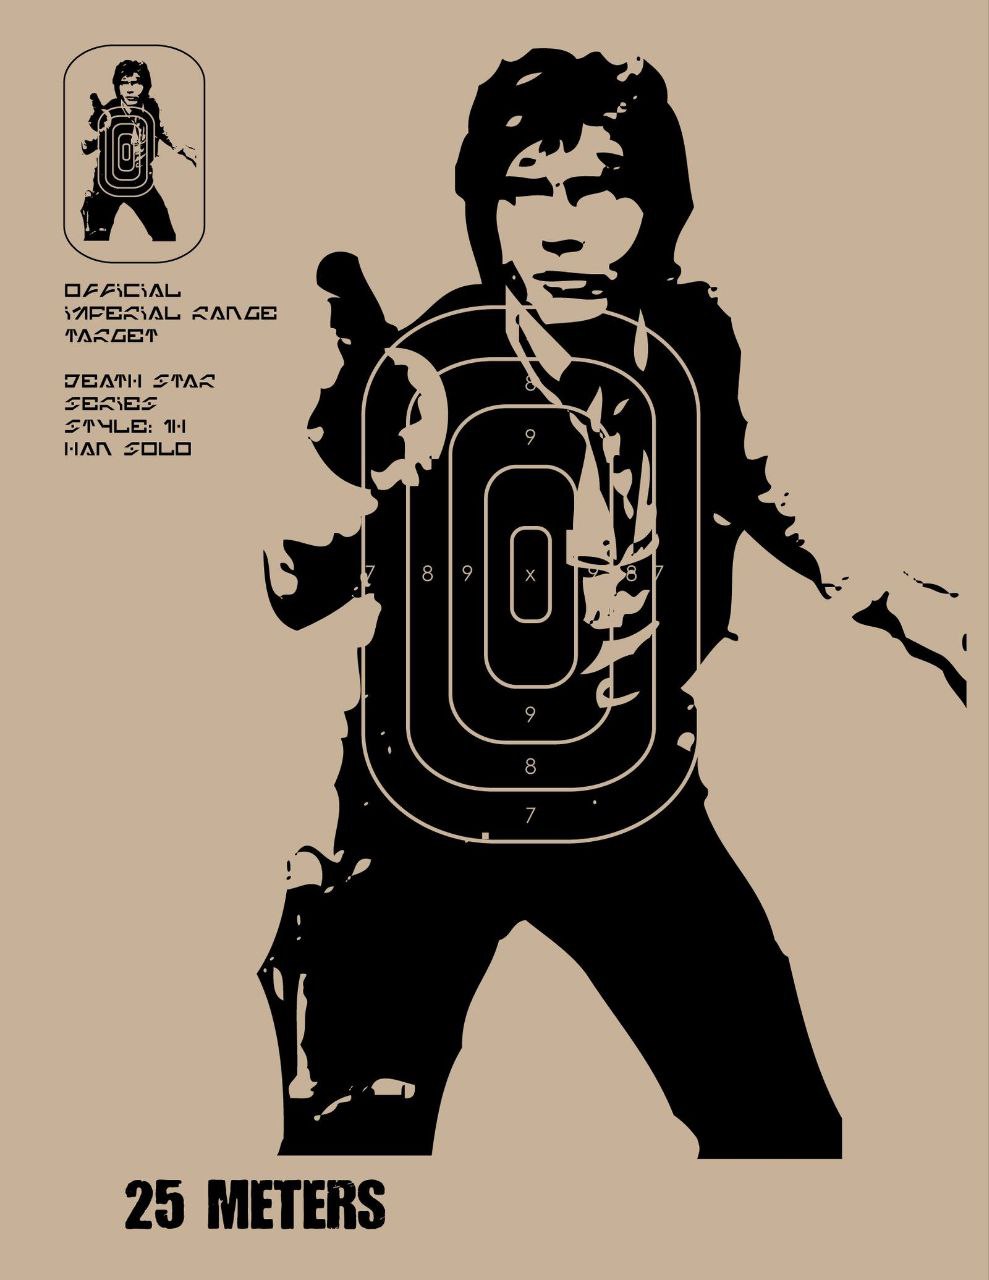 OFFICIAL
IMPERIAL RANGE
TARGET
DEATH STAR
SERIES
STYLE: 1H
HAN SOLO
8
9
7 8 9 x 9 8 7
9
8
7
25 METERS